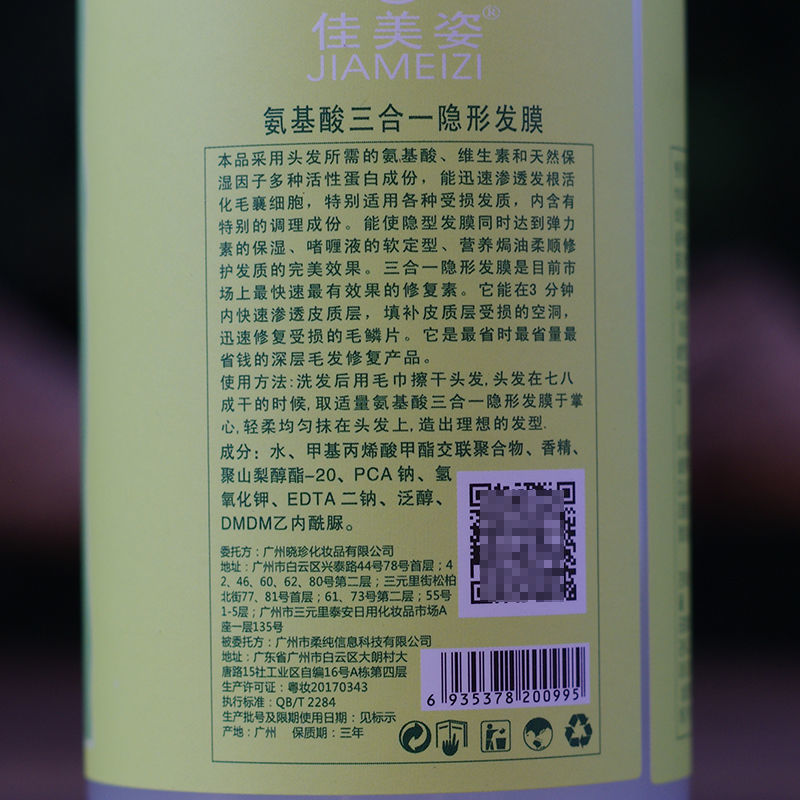 佳美姿®
JIAMEIZI
氨基酸三合一隐形发膜
本品采用头发所需的氨基酸、维生素和天然保
湿因子多种活性蛋白成份，能迅速渗透发根活
化毛襄细胞，特别适用各种受损发质，内含有
特别的调理成份。能使隐型发膜同时达到弹力
素的保湿、啫喱液的软定型、营养焗油柔顺修
护发质的完美效果。三合一隐形发膜是目前市
场上最快速最有效果的修复素。它能在3 分钟
内快速渗透皮质层，填补皮质层受损的空洞，
迅速修复受损的毛鳞片。它是最省时最省量最
省钱的深层毛发修复产品。
使用方法:洗发后用毛巾擦干头发,头发在七八
成干的时候,取适量氨基酸三合一隐形发膜于掌
心,轻柔均匀抹在头发上,造出理想的发型.
成分：水、甲基丙烯酸甲酯交联聚合物、香精、
聚山梨醇酯-20、PCA 钠、氢
氧化钾、EDTA 二钠、泛醇、
DMDM乙内酰脲。
委托方：广州晓珍化妆品有限公司
地址：广州市白云区兴泰路44号78号首层；4
2、46、60、62、80号第二层；三元里街松柏
北街77、81号首层；61、73号第二层；55号
1-5层；广州市三元里泰安日用化妆品市场A
座一层135号
被委托方：广州市柔纯信息科技有限公司
地址：广东省广州市白云区大朗村大
唐路15社工业区自编16号A栋第四层
生产许可证：粤妆20170343
执行标准：QB/T 2284
生产批号及限期使用日期：见标示
产地：广州 保质期：三年
6 935378 200995